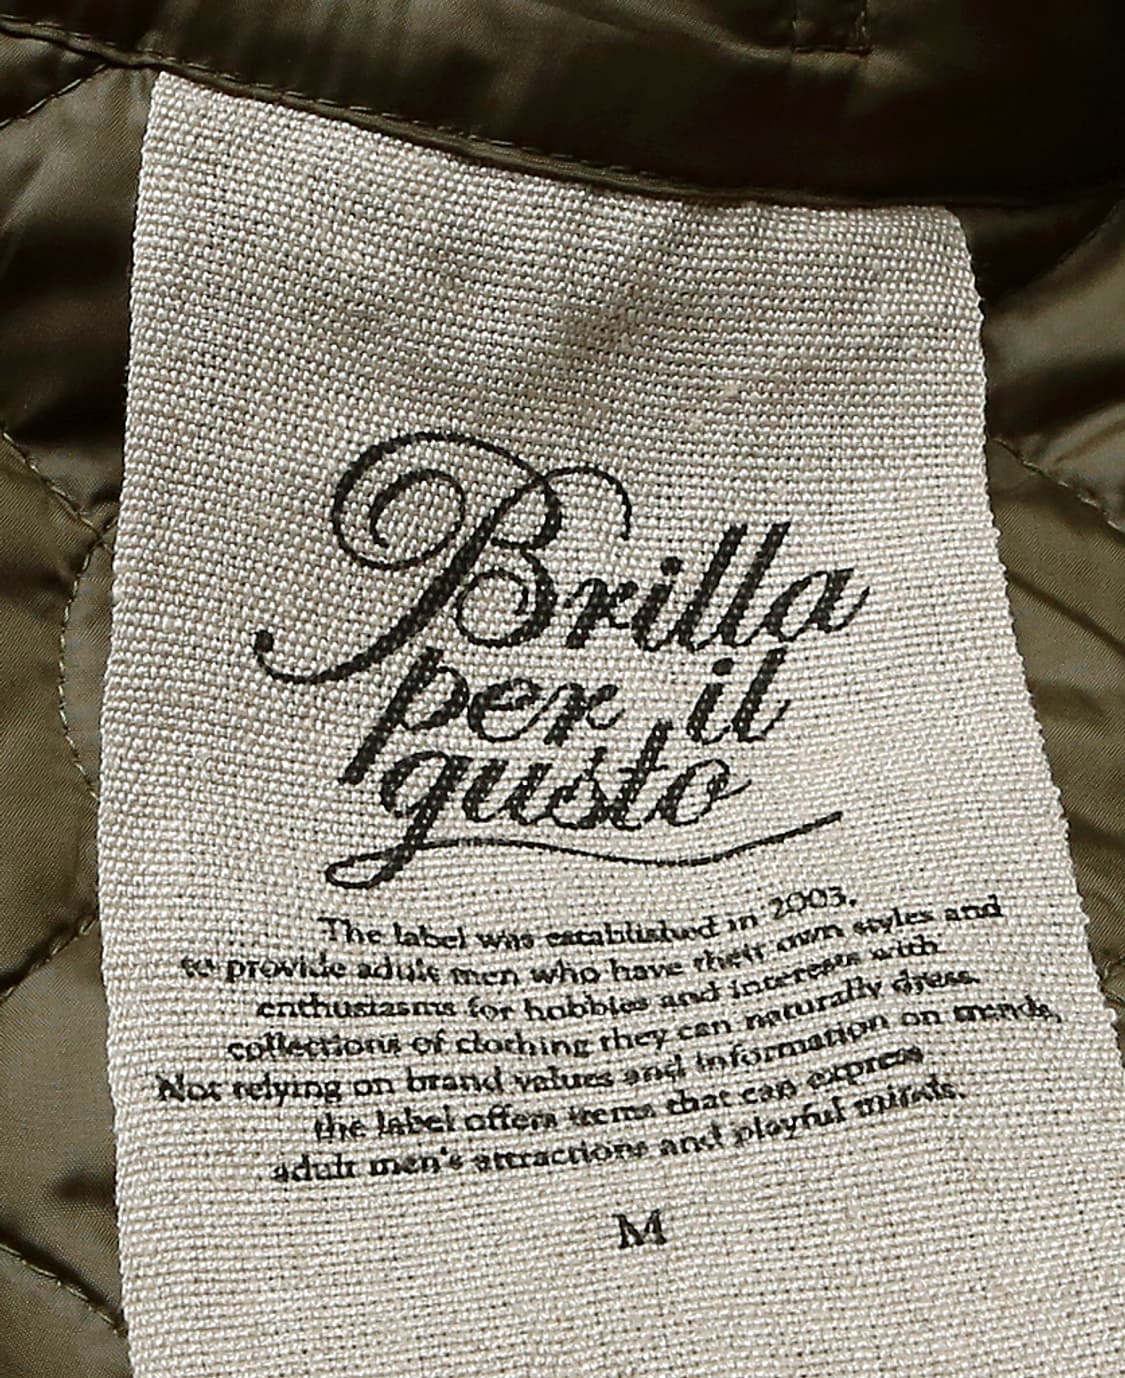 Brilla
per il
gusto
The label was established in 2003.
to provide adult men who have their own styles and
enthusiasms for hobbies and interests with
collections of clothing they can naturally dress.
Not relying on brand values and information on trends,
the label offers items that can express
adult men's attractions and playful minds.
M